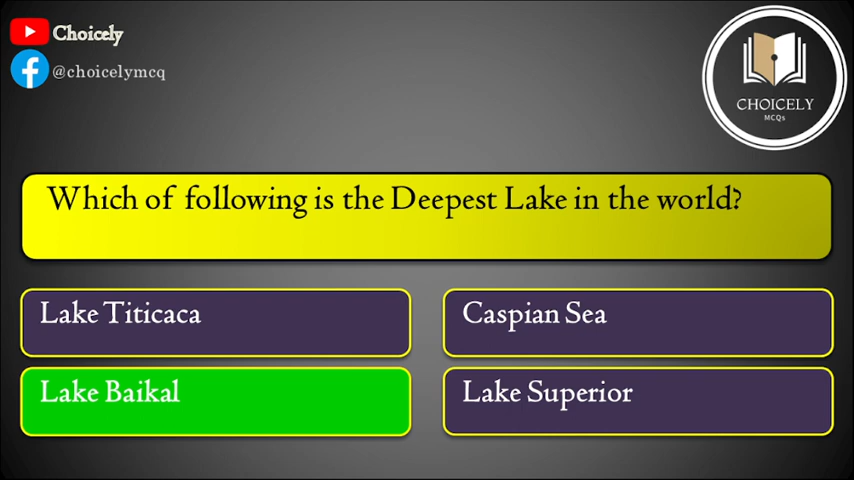 Choicely
@choicelymcq
CHOICELY
MCQs
Which of following is the Deepest Lake in the world?
Lake Titicaca
Caspian Sea
Lake Baikal
Lake Superior